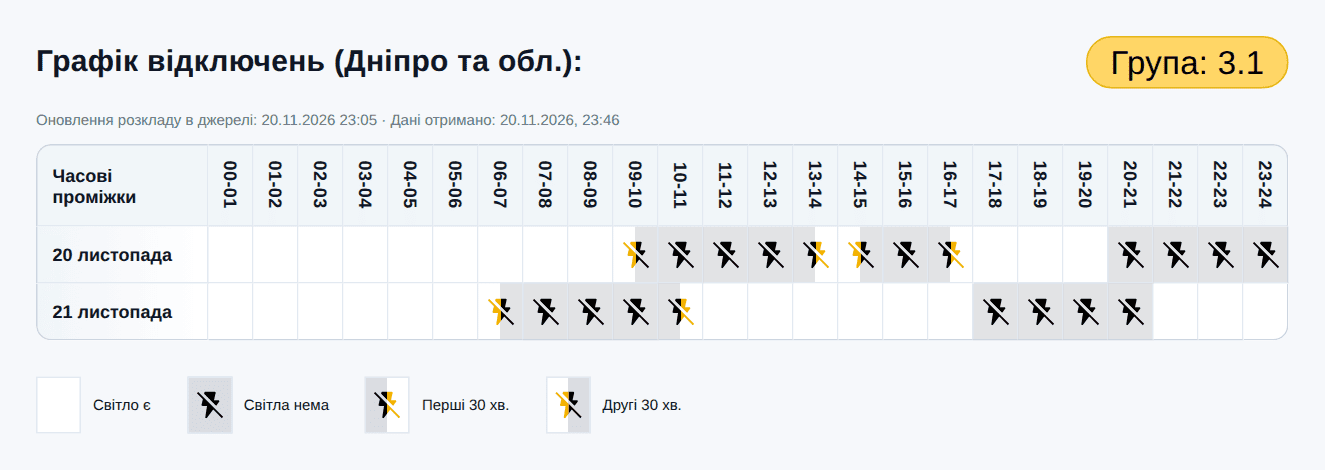 Графік відключень (Дніпро та обл.):
Група: 3.1
Оновлення розкладу в джерелі: 20.11.2026 23:05 · Дані отримано: 20.11.2026, 23:46
Часові
проміжки
00-01 01-02 02-03 03-04 04-05 05-06 06-07 07-08 08-09 09-10 10-11 11-12 12-13 13-14 14-15 15-16 16-17 17-18 18-19 19-20 20-21 21-22 22-23 23-24
20 листопада
21 листопада
Світло є Світла нема Перші 30 хв. Другі 30 хв.